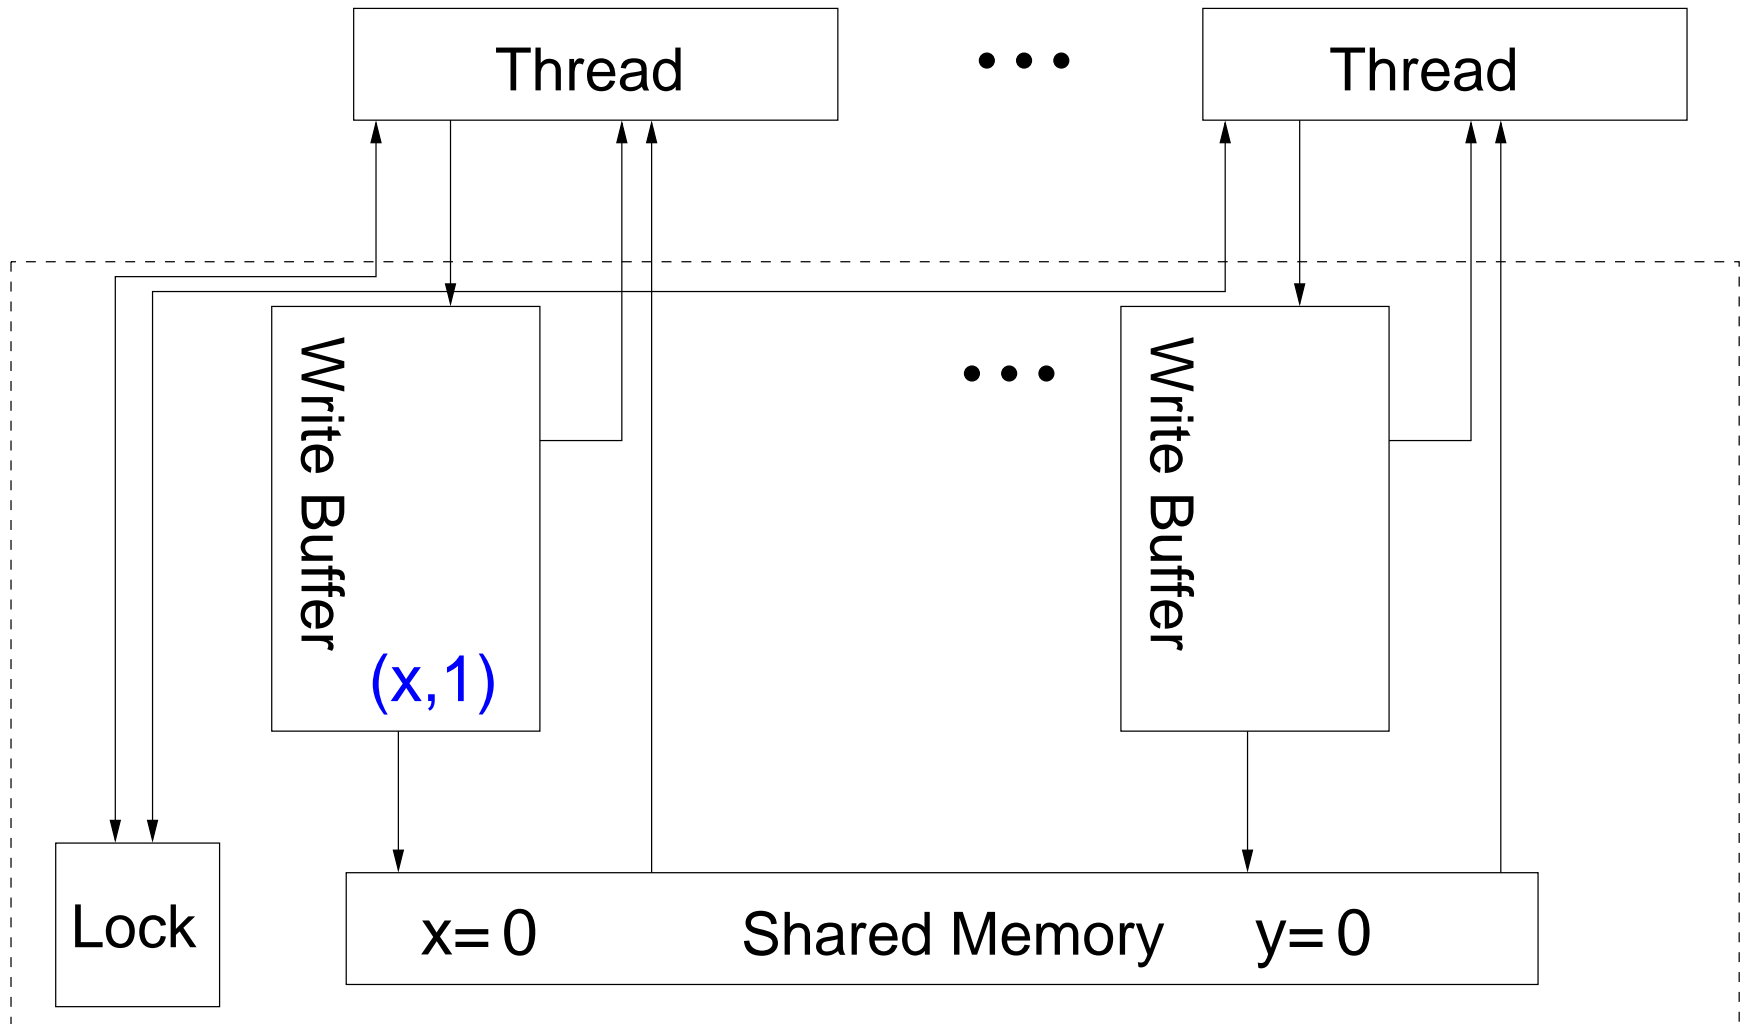 Thread
Thread
Write Buffer
Write Buffer
(x,1)
Lock
x= 0
Shared Memory
y= 0